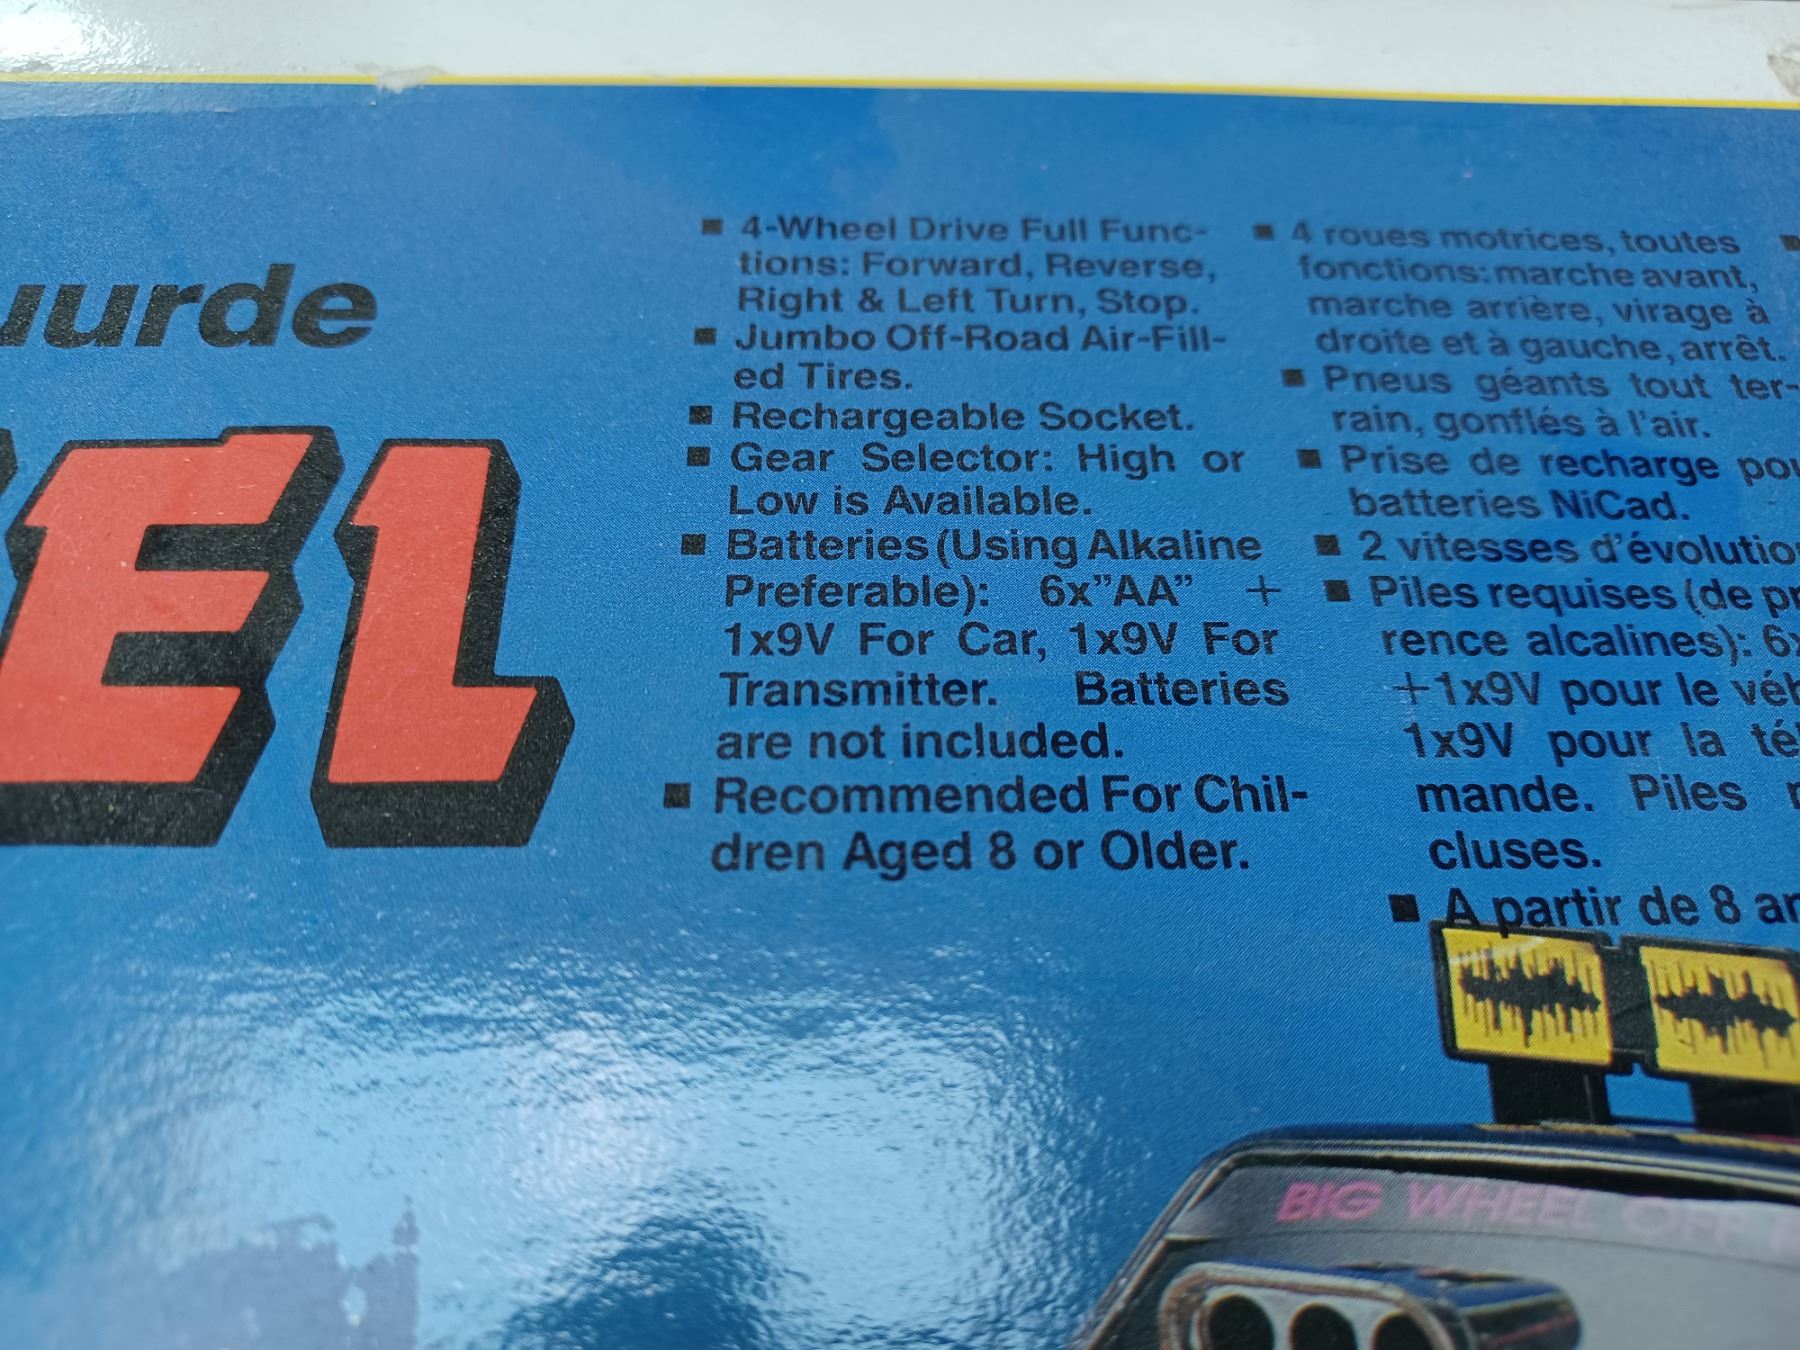 4-Wheel Drive Full Func-
tions: Forward, Reverse,
Right & Left Turn, Stop.
Jumbo Off-Road Air-Fill-
ed Tires.
Rechargeable Socket.
Gear Selector: High or
Low is Available.
Batteries (Using Alkaline
Preferable): 6x"AA" +
1x9V For Car, 1x9V For
Transmitter. Batteries
are not included.
Recommended For Chil-
dren Aged 8 or Older.
4 roues motrices, toutes
fonctions: marche avant,
marche arrière, virage à
droite et à gauche, arrêt.
Pneus géants tout ter-
rain, gonflés à l'air.
Prise de recharge
batteries NiCad.
2 vitesses
Piles requises (de
rence alcalines):
+1x9V pour le
1x9V pour la
mande. Piles
cluses.
A partir de 8
BIG WHEEL OFF